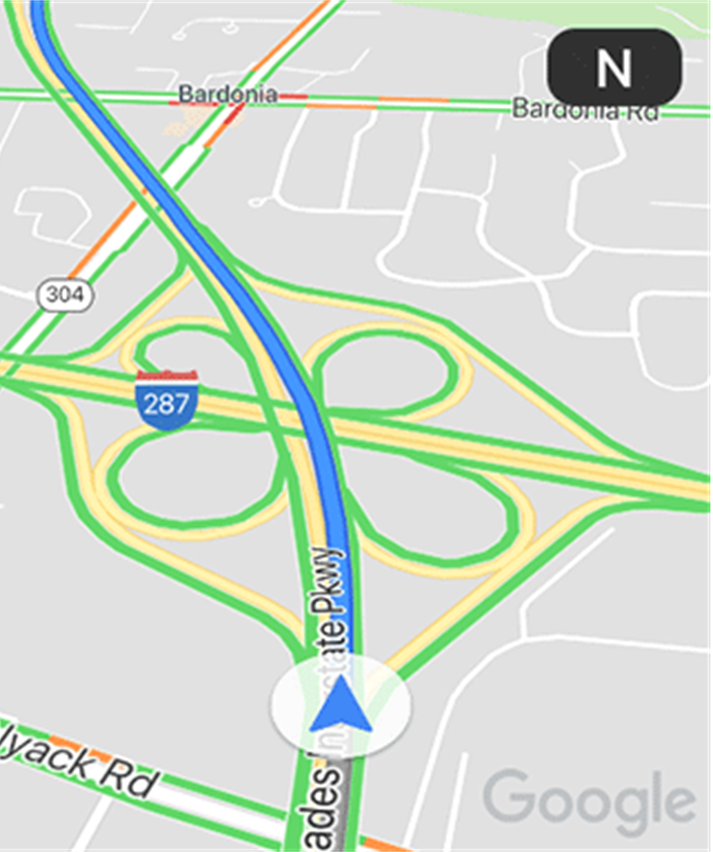 N
Bardonia
Bardonia Rd
304
287
ades Interstate Pkwy
lyack Rd
Google